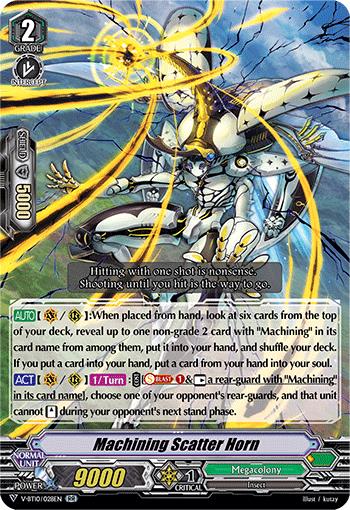 2
GRADE
INTERCEPT
SHIELD
5000
Hitting with one shot is nonsense.
Shooting until you hit is the way to go.
AUTO [ / ]:When placed from hand, look at six cards from the top
of your deck, reveal up to one non-grade 2 card with "Machining" in its
card name from among them, put it into your hand, and shuffle your deck.
If you put a card into your hand, put a card from your hand into your soul.
ACT [ / ] 1/Turn : [ BLAST 1 & a rear-guard with "Machining"
in its card name], choose one of your opponent's rear-guards, and that unit
cannot during your opponent's next stand phase.
Machining Scatter Horn
NORMAL
UNIT
POWER
9000
1
CRITICAL
Megacolony
Insect
V-BT10/028EN RR
Illust / kutay